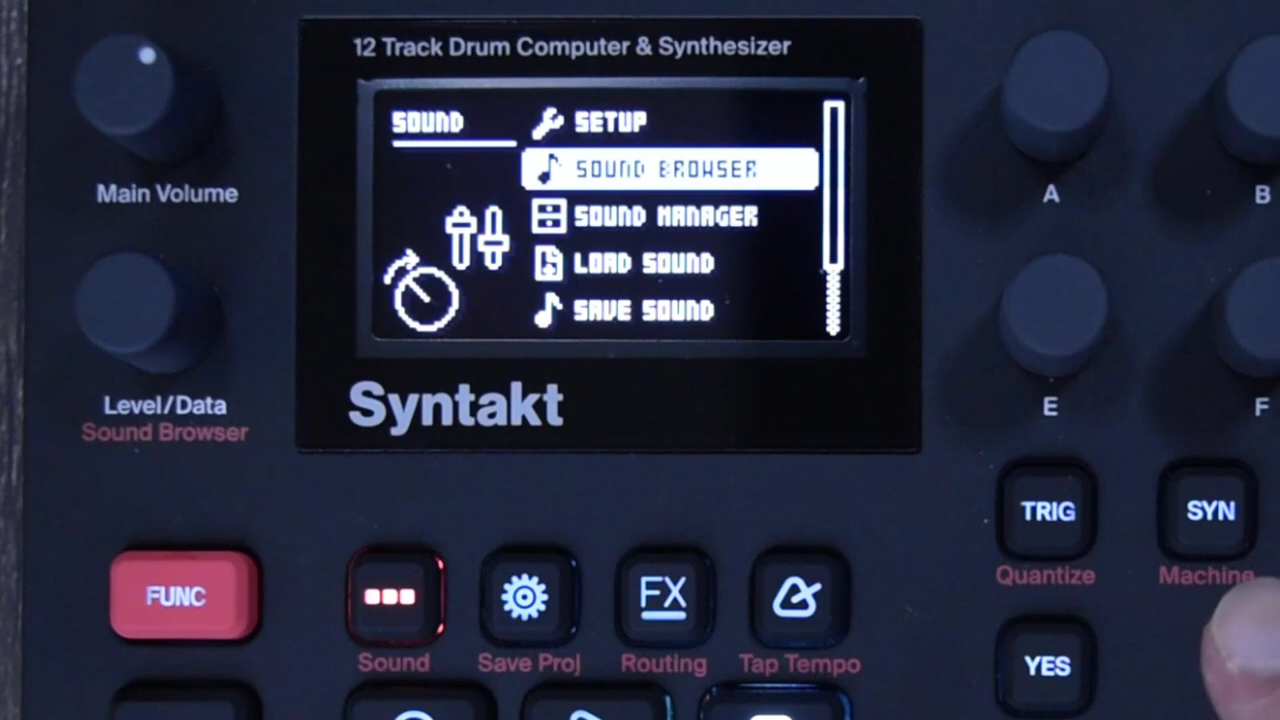 12 Track Drum Computer & Synthesizer
SOUND
SETUP
SOUND BROWSER
SOUND MANAGER
LOAD SOUND
SAVE SOUND
Main Volume
A
B
Syntakt
Level/Data
Sound Browser
E
F
TRIG
SYN
Quantize
Machine
FUNC
FX
Sound
Save Proj
Routing
Tap Tempo
YES